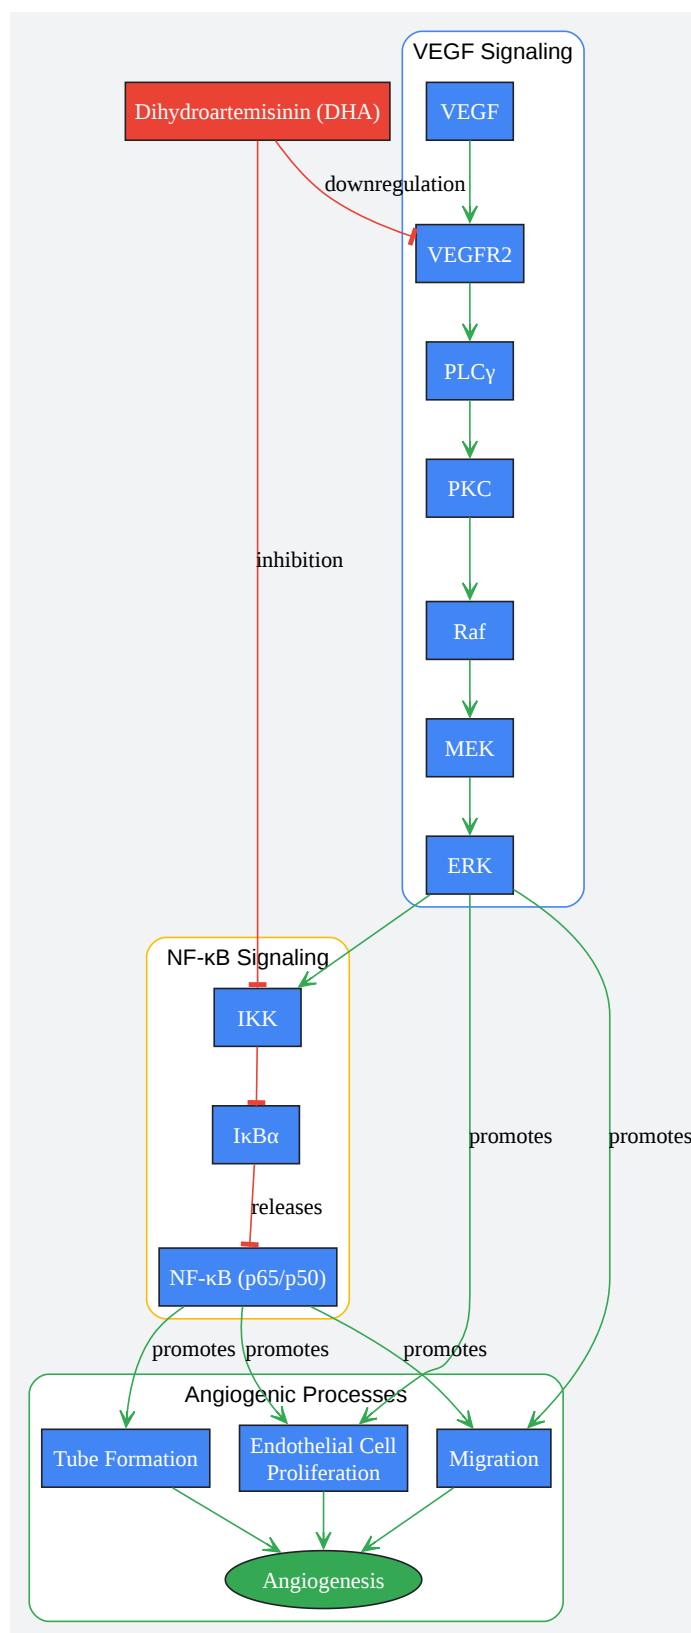 VEGF Signaling
Dihydroartemisinin (DHA)
VEGF
downregulation
VEGFR2
PLCγ
PKC
inhibition
Raf
MEK
ERK
NF-κB Signaling
IKK
IκBα
promotes
promotes
releases
NF-κB (p65/p50)
promotes
promotes
promotes
Angiogenic Processes
Tube Formation
Endothelial Cell
Proliferation
Migration
Angiogenesis